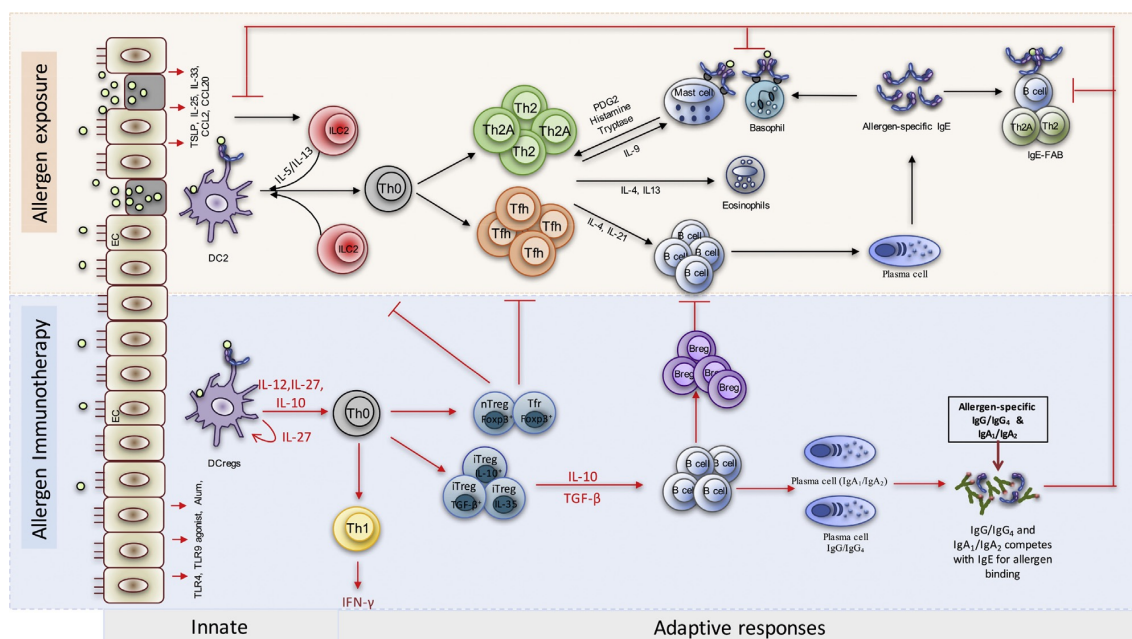 Allergen exposure
TSLP, IL-25, IL-33,
CCL2, CCL20
EC
DC2
IL-5/IL-13
ILC2
ILC2
Th0
Th2
Th2A
Th2A
Th2
Tfh
Tfh
Tfh
Tfh
PDG2
Histamine
Tryptase
IL-9
IL-4, IL13
IL-4, IL-21
Mast cell
Basophil
Eosinophils
B cell
B cell
B cell
B cell
Plasma cell
Allergen-specific IgE
B cell
Th2A
Th2
IgE-FAB
Allergen Immunotherapy
EC
TLR4, TLR9 agonist, Alum,
DCregs
IL-12,IL-27,
IL-10
IL-27
Th0
Th1
IFN-γ
nTreg
Foxp3⁺
Tfr
Foxp3⁺
iTreg
IL-10⁺
iTreg
TGF-β⁺
iTreg
IL-35
IL-10
TGF-β
Breg
Breg
Breg
Breg
B cell
B cell
B cell
B cell
Plasma cell (IgA₁/IgA₂)
Plasma cell
IgG/IgG₄
Allergen-specific
IgG/IgG₄ &
IgA₁/IgA₂
IgG/IgG₄ and
IgA₁/IgA₂ competes
with IgE for allergen
binding
Innate
Adaptive responses